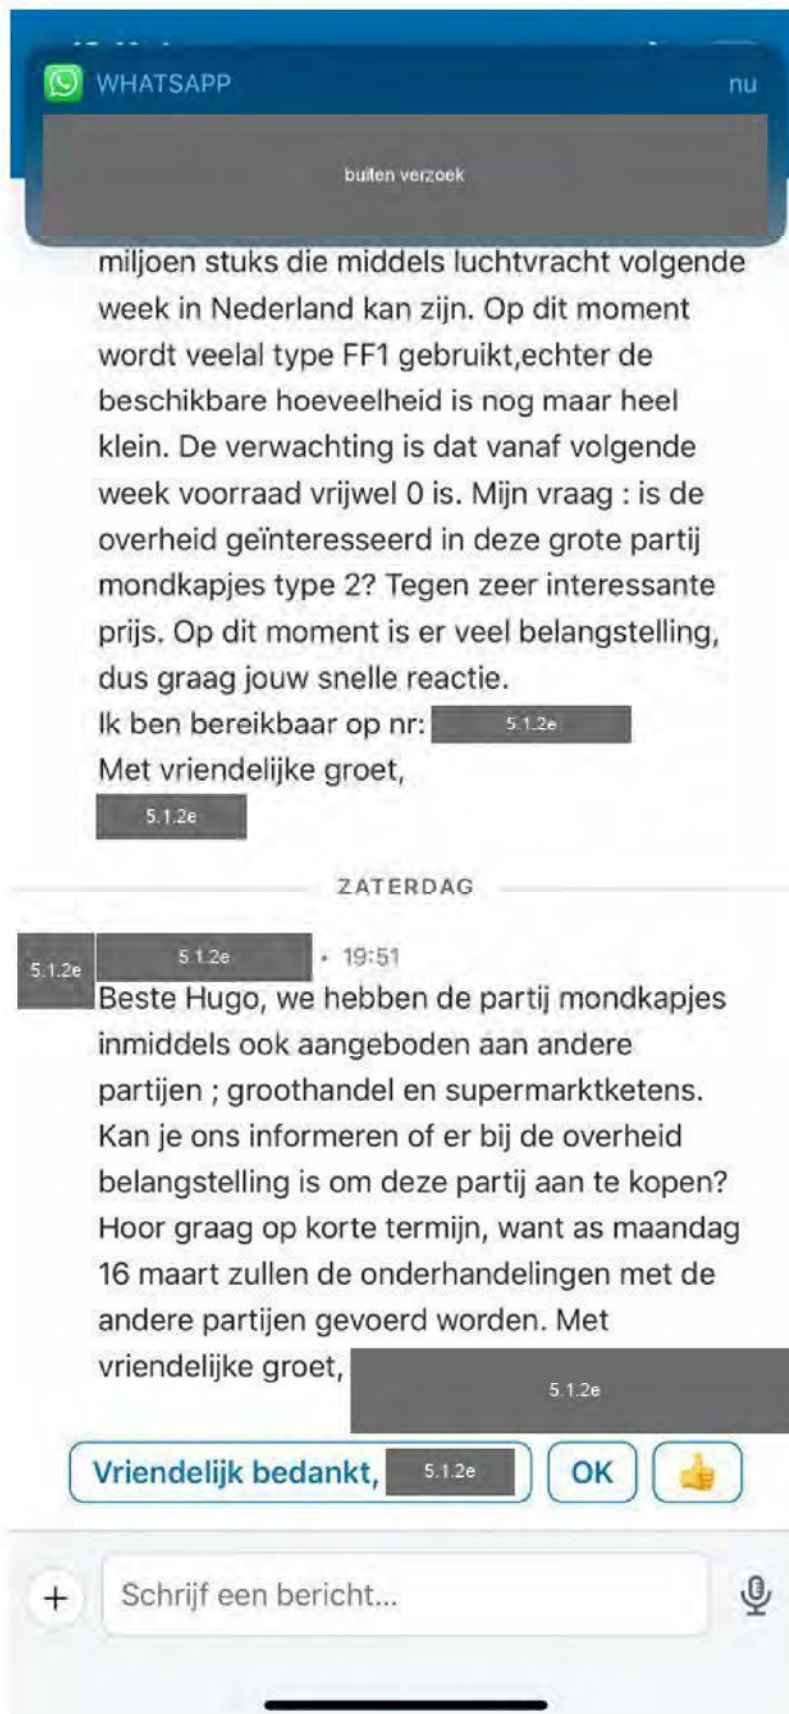 WHATSAPP
nu
buiten verzoek
miljoen stuks die middels luchtvracht volgende
week in Nederland kan zijn. Op dit moment
wordt veelal type FF1 gebruikt,echter de
beschikbare hoeveelheid is nog maar heel
klein. De verwachting is dat vanaf volgende
week voorraad vrijwel 0 is. Mijn vraag : is de
overheid geïnteresseerd in deze grote partij
mondkapjes type 2? Tegen zeer interessante
prijs. Op dit moment is er veel belangstelling,
dus graag jouw snelle reactie.
Ik ben bereikbaar op nr: 5.1.2e
Met vriendelijke groet,
5.1.2e
ZATERDAG
5.1.2e 5.1.2e • 19:51
Beste Hugo, we hebben de partij mondkapjes
inmiddels ook aangeboden aan andere
partijen ; groothandel en supermarktketens.
Kan je ons informeren of er bij de overheid
belangstelling is om deze partij aan te kopen?
Hoor graag op korte termijn, want as maandag
16 maart zullen de onderhandelingen met de
andere partijen gevoerd worden. Met
vriendelijke groet, 5.1.2e
Vriendelijk bedankt, 5.1.2e OK 👍
Schrijf een bericht...